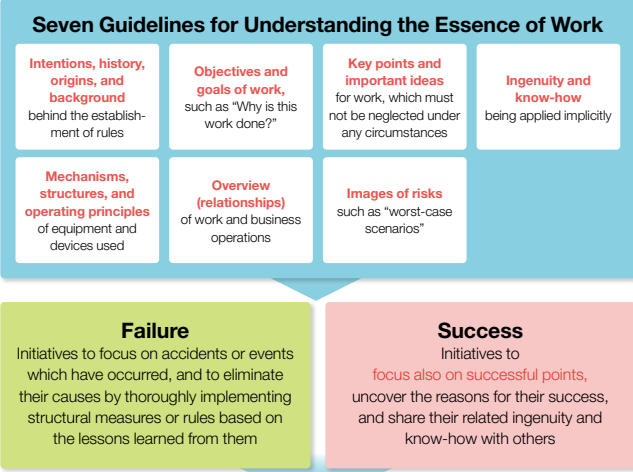 Seven Guidelines for Understanding the Essence of Work
Intentions, history,
origins, and
background
behind the establish-
ment of rules
Objectives and
goals of work,
such as “Why is this
work done?”
Key points and
important ideas
for work, which must
not be neglected under
any circumstances
Ingenuity and
know-how
being applied implicitly
Mechanisms,
structures, and
operating principles
of equipment and
devices used
Overview
(relationships)
of work and business
operations
Images of risks
such as “worst-case
scenarios”
Failure
Initiatives to focus on accidents or events
which have occurred, and to eliminate
their causes by thoroughly implementing
structural measures or rules based on
the lessons learned from them
Success
Initiatives to
focus also on successful points,
uncover the reasons for their success,
and share their related ingenuity and
know-how with others